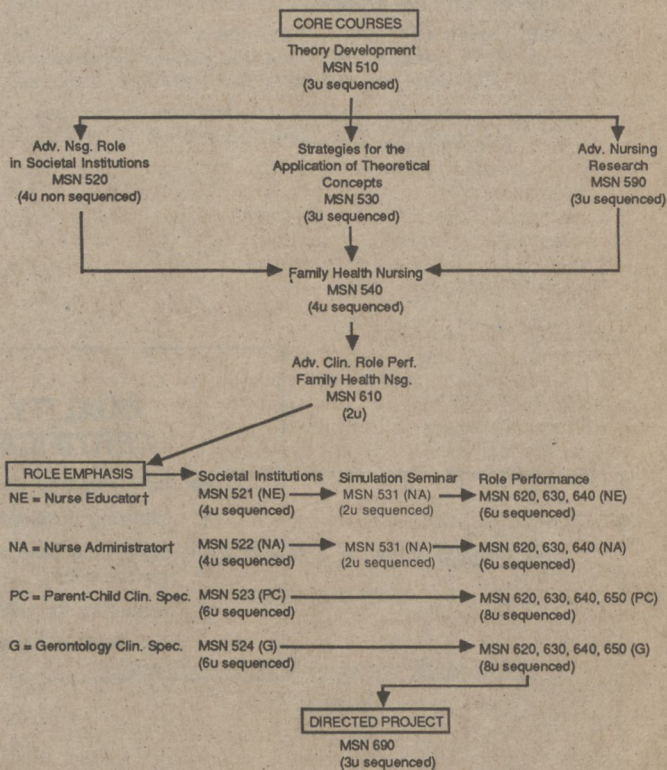 CORE COURSES
Theory Development
MSN 510
(3u sequenced)
Adv. Nsg. Role
in Societal Institutions
MSN 520
(4u non sequenced)
Strategies for the
Application of Theoretical
Concepts
MSN 530
(3u sequenced)
Adv. Nursing
Research
MSN 590
(3u sequenced)
Family Health Nursing
MSN 540
(4u sequenced)
Adv. Clin. Role Perf.
Family Health Nsg.
MSN 610
(2u)
ROLE EMPHASIS
Societal Institutions
Simulation Seminar
Role Performance
NE = Nurse Educator†
MSN 521 (NE)
(4u sequenced)
MSN 531 (NA)
(2u sequenced)
MSN 620, 630, 640 (NE)
(6u sequenced)
NA = Nurse Administrator†
MSN 522 (NA)
(4u sequenced)
MSN 531 (NA)
(2u sequenced)
MSN 620, 630, 640 (NA)
(6u sequenced)
PC = Parent-Child Clin. Spec.
MSN 523 (PC)
(6u sequenced)
MSN 620, 630, 640, 650 (PC)
(8u sequenced)
G = Gerontology Clin. Spec.
MSN 524 (G)
(6u sequenced)
MSN 620, 630, 640, 650 (G)
(8u sequenced)
DIRECTED PROJECT
MSN 690
(3u sequenced)